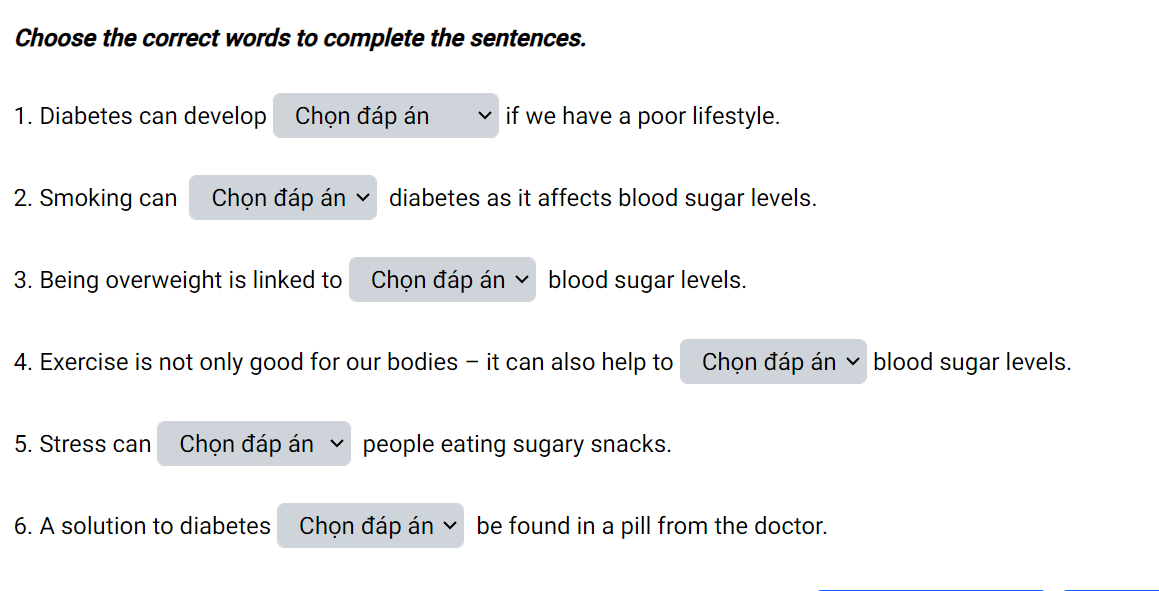 Choose the correct words to complete the sentences.
1. Diabetes can develop Chọn đáp án if we have a poor lifestyle.
2. Smoking can Chọn đáp án diabetes as it affects blood sugar levels.
3. Being overweight is linked to Chọn đáp án blood sugar levels.
4. Exercise is not only good for our bodies – it can also help to Chọn đáp án blood sugar levels.
5. Stress can Chọn đáp án people eating sugary snacks.
6. A solution to diabetes Chọn đáp án be found in a pill from the doctor.